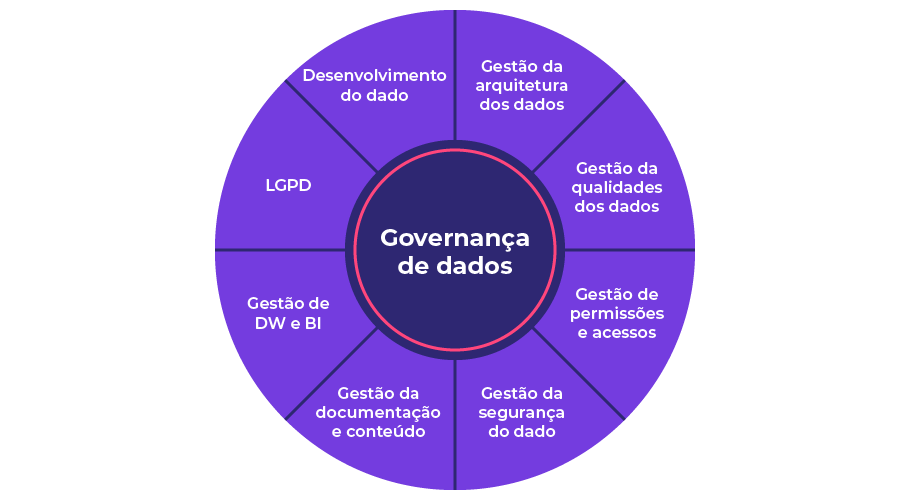 Desenvolvimento
do dado
Gestão da
arquitetura
dos dados
Gestão da
qualidades
dos dados
LGPD
Governança
de dados
Gestão de
permissões
e acessos
Gestão de
DW e BI
Gestão da
documentação
e conteúdo
Gestão da
segurança
do dado